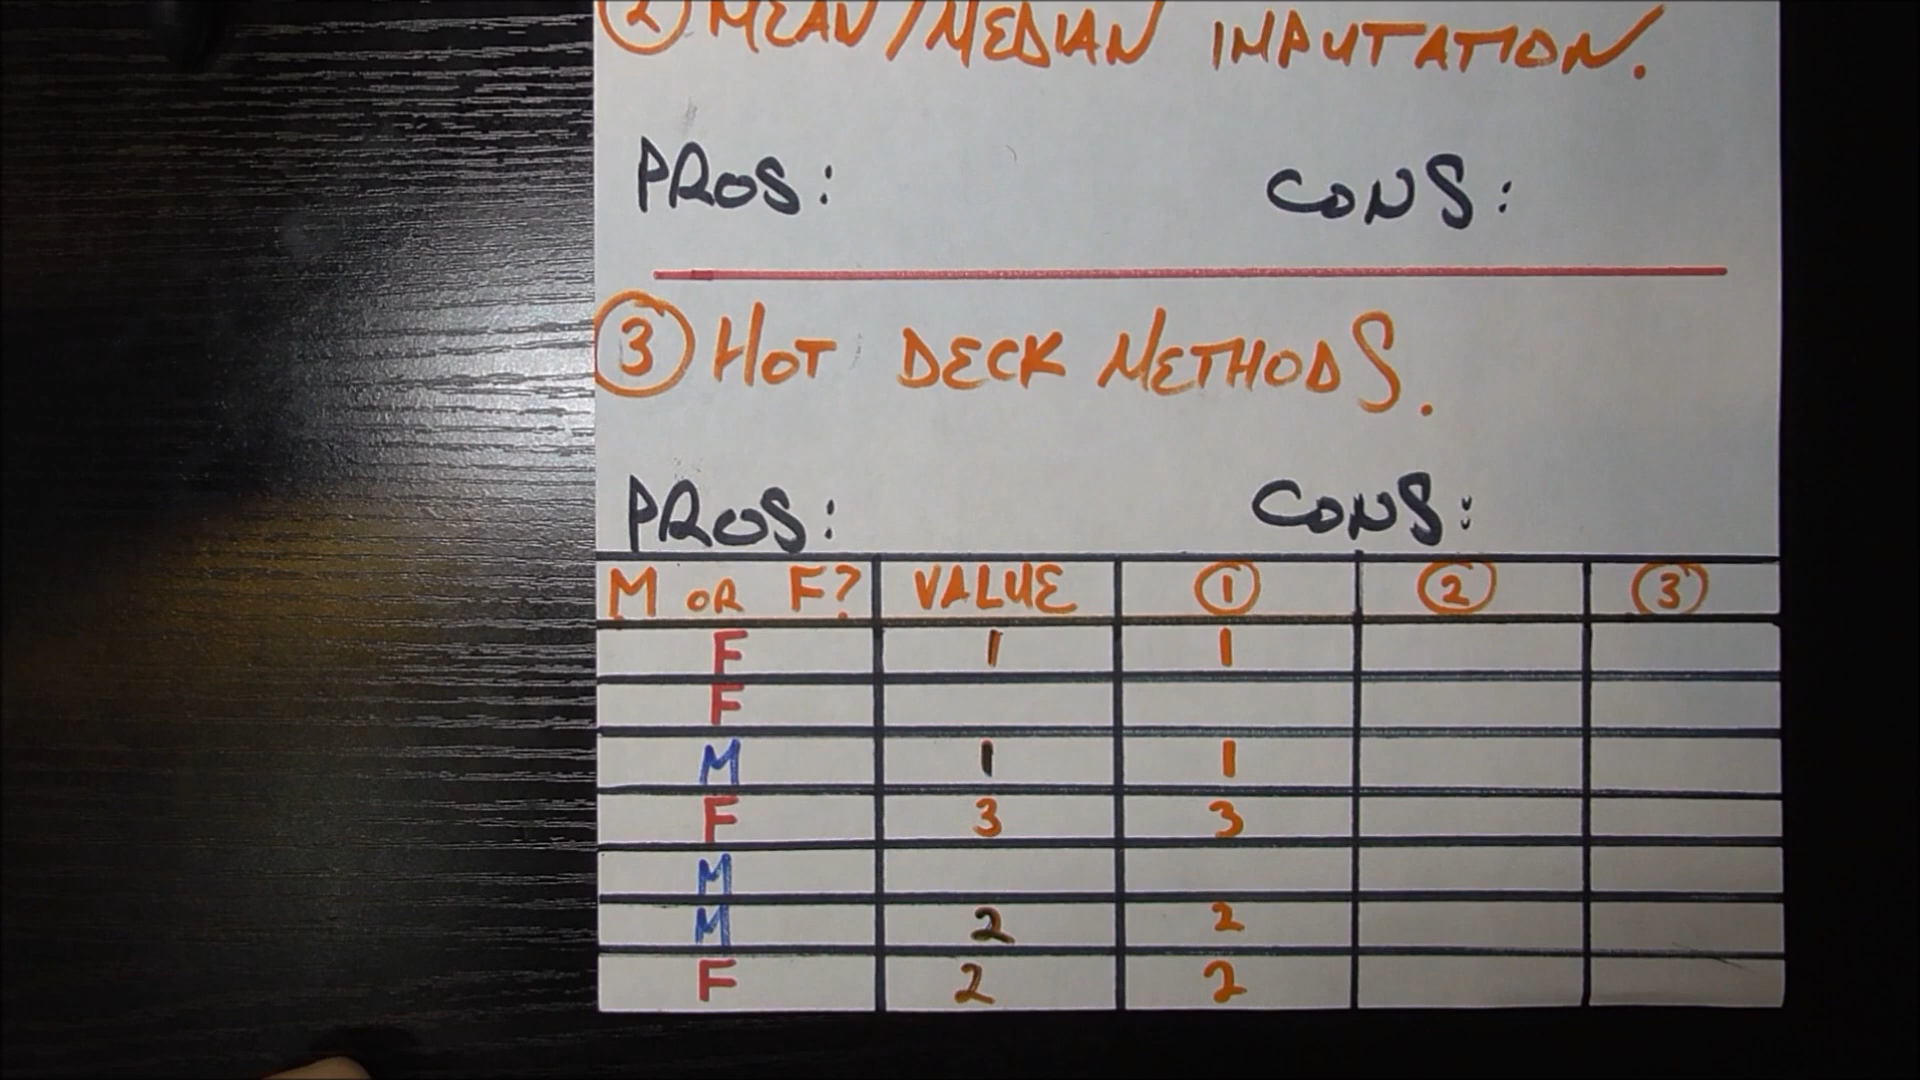 ② MEAN/MEDIAN IMPUTATION.
PROS: CONS:
③ HOT DECK METHODS.
PROS: CONS:
M OR F? VALUE ① ② ③
F 1 1
F
M 1 1
F 3 3
M
M 2 2
F 2 2